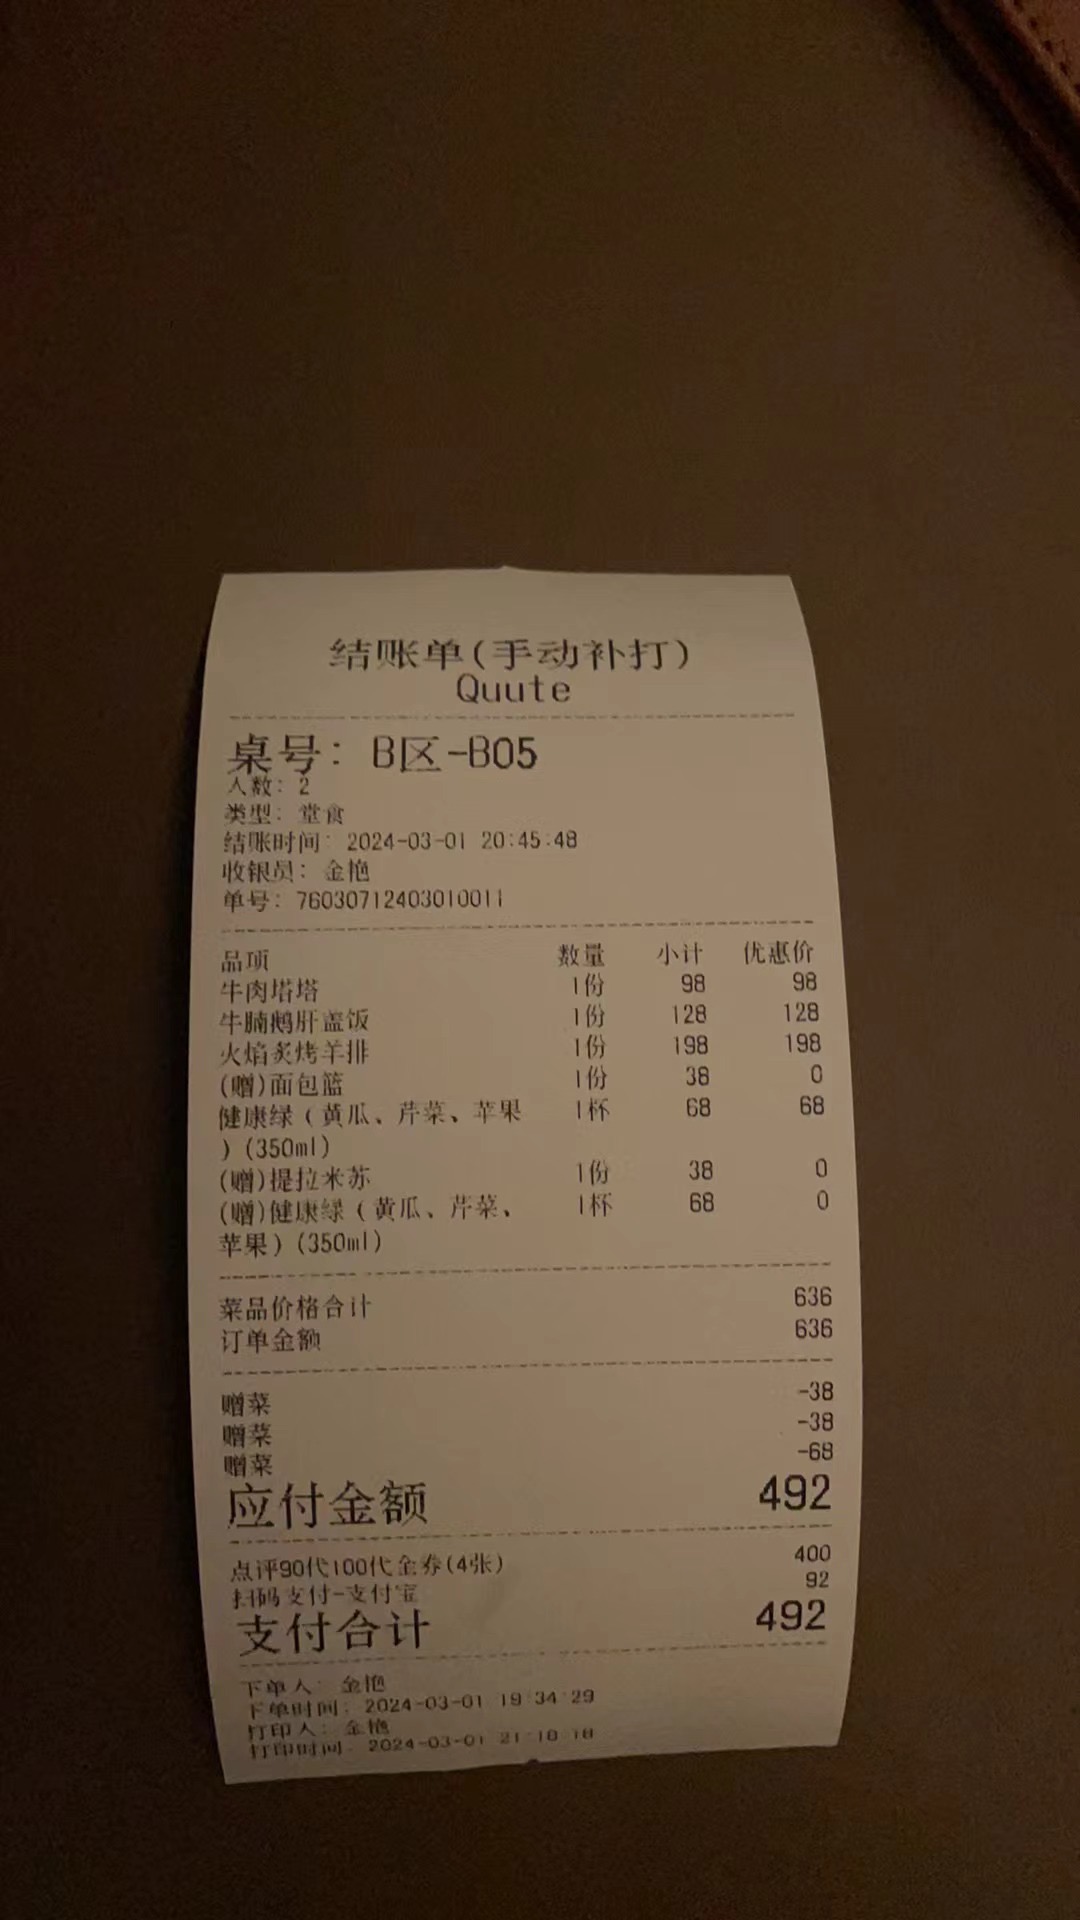 结账单(手动补打)
Quute
桌号: B区-B05
人数: 2
类型: 堂食
结账时间: 2024-03-01 20:45:48
收银员: 金艳
单号: 76030712403010011
品项 数量 小计 优惠价
牛肉塔塔 1份 98 98
牛腩鹅肝盖饭 1份 128 128
火焰炙烤羊排 1份 198 198
(赠)面包篮 1份 38 0
健康绿(黄瓜、芹菜、苹果 1杯 68 68
)(350ml)
(赠)提拉米苏 1份 38 0
(赠)健康绿(黄瓜、芹菜、 1杯 68 0
苹果)(350ml)
菜品价格合计 636
订单金额 636
赠菜 -38
赠菜 -38
赠菜 -68
应付金额 492
点评90代100代金券(4张) 400
扫码支付-支付宝 92
支付合计 492
下单人: 金艳
下单时间: 2024-03-01 19:34:29
打印人: 金艳
打印时间: 2024-03-01 21:10:18